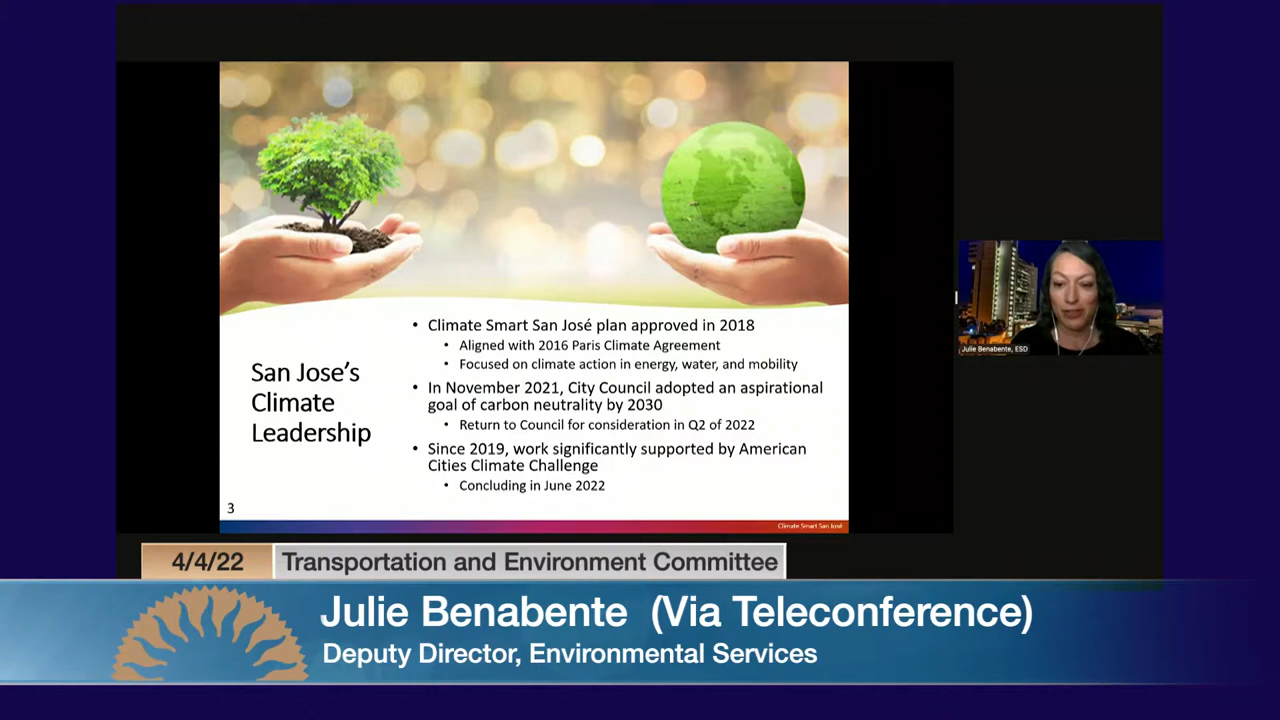 San Jose's
Climate
Leadership
• Climate Smart San José plan approved in 2018
• Aligned with 2016 Paris Climate Agreement
• Focused on climate action in energy, water, and mobility
• In November 2021, City Council adopted an aspirational
goal of carbon neutrality by 2030
• Return to Council for consideration in Q2 of 2022
• Since 2019, work significantly supported by American
Cities Climate Challenge
• Concluding in June 2022
3
Climate Smart San José
Julie Benabente, ESD
4/4/22
Transportation and Environment Committee
Julie Benabente (Via Teleconference)
Deputy Director, Environmental Services